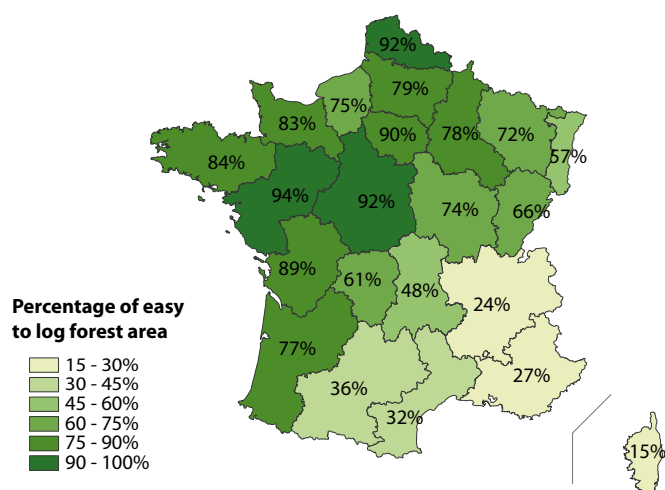 92%
79%
75%
83%
90%
78%
72%
57%
84%
94%
92%
74%
66%
89%
61%
48%
24%
77%
36%
27%
32%
15%
Percentage of easy
to log forest area
15 - 30%
30 - 45%
45 - 60%
60 - 75%
75 - 90%
90 - 100%